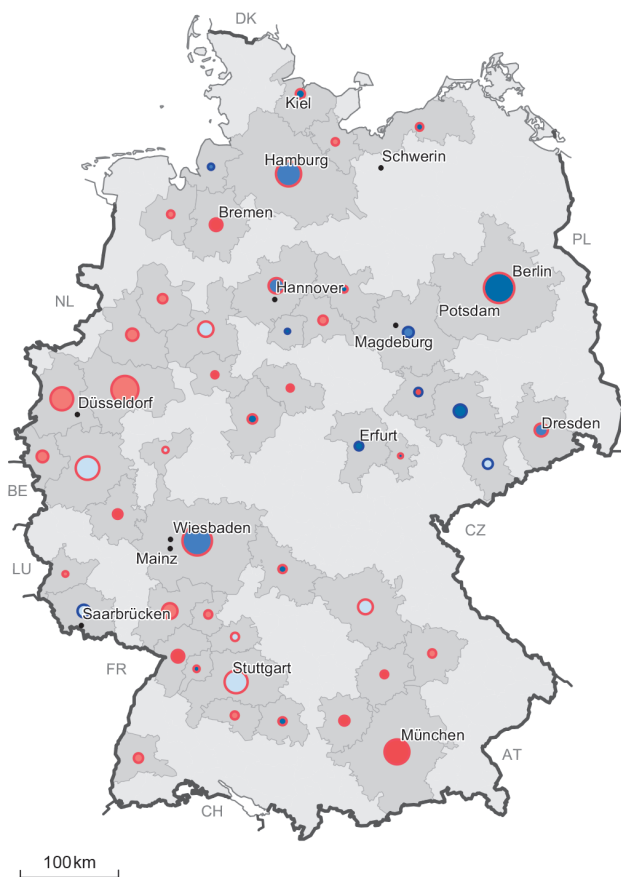 DK
Kiel
Schwerin
Hamburg
Bremen
PL
Berlin
NL
Hannover
Potsdam
Magdeburg
Düsseldorf
Dresden
Erfurt
BE
Wiesbaden
CZ
Mainz
LU
Saarbrücken
FR
Stuttgart
München
AT
CH
100 km